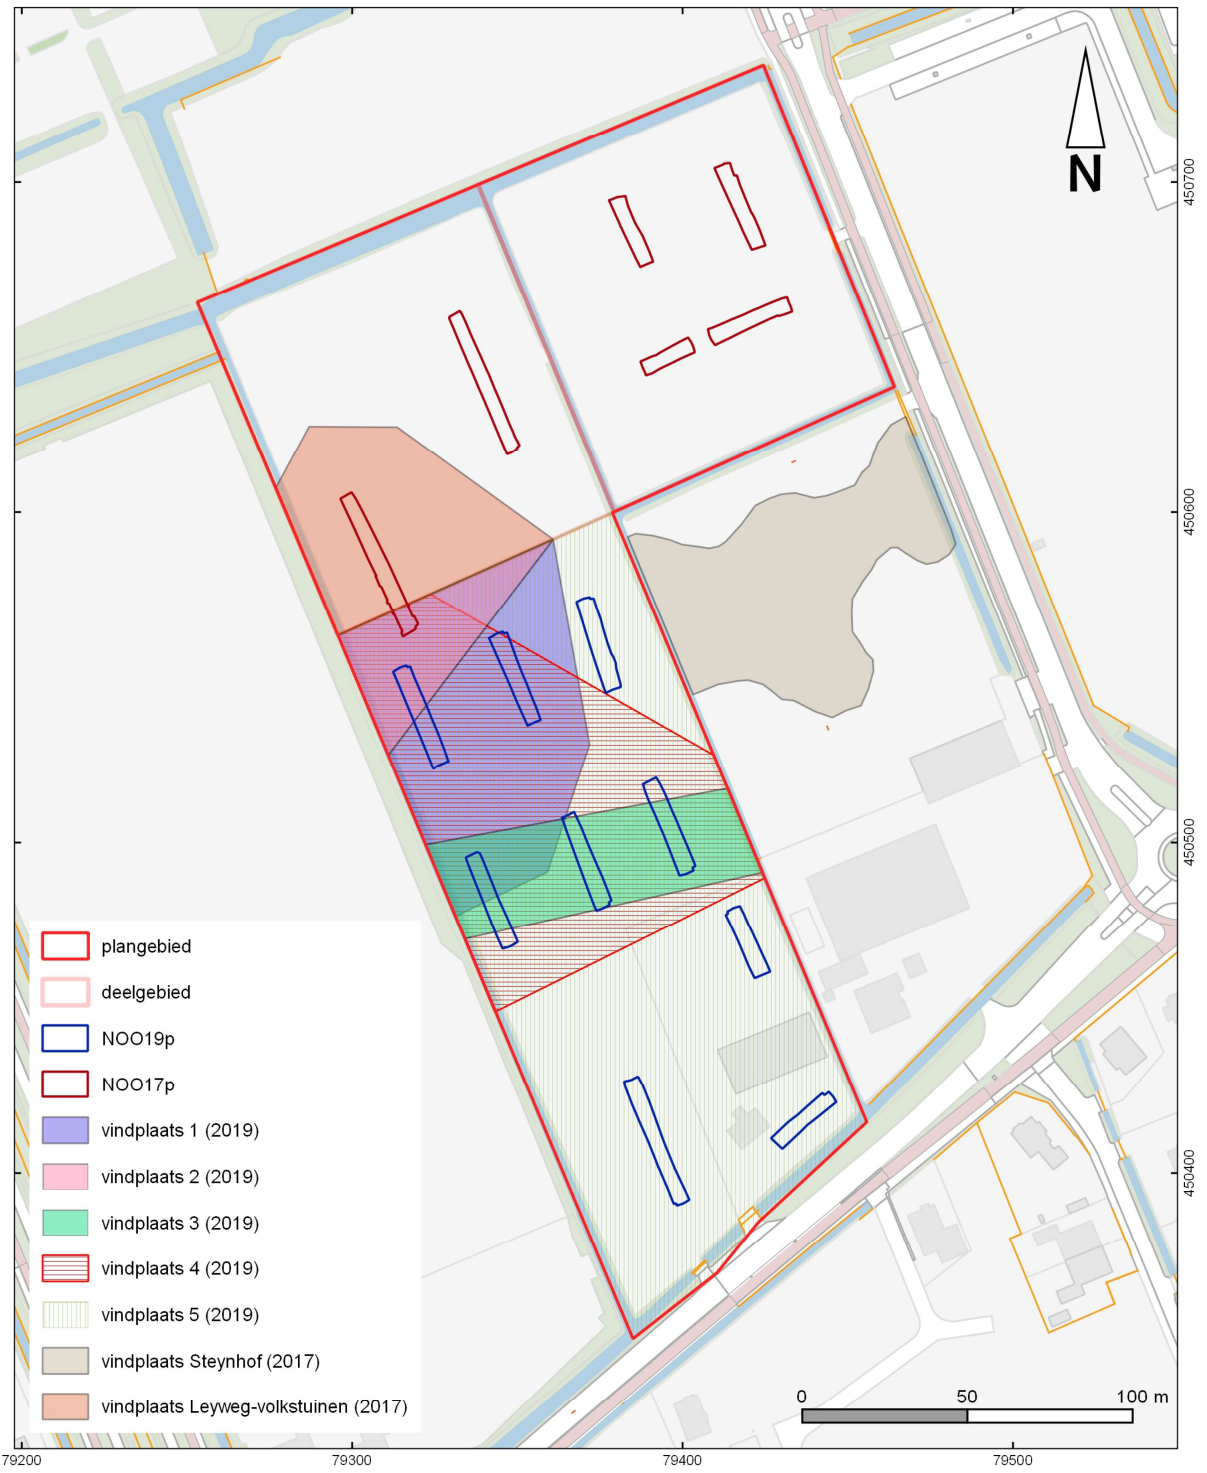 N
450700
450600
450500
450400
plangebied
deelgebied
NOO19p
NOO17p
vindplaats 1 (2019)
vindplaats 2 (2019)
vindplaats 3 (2019)
vindplaats 4 (2019)
vindplaats 5 (2019)
vindplaats Steynhof (2017)
vindplaats Leyweg-volkstuinen (2017)
0 50 100 m
79200 79300 79400 79500